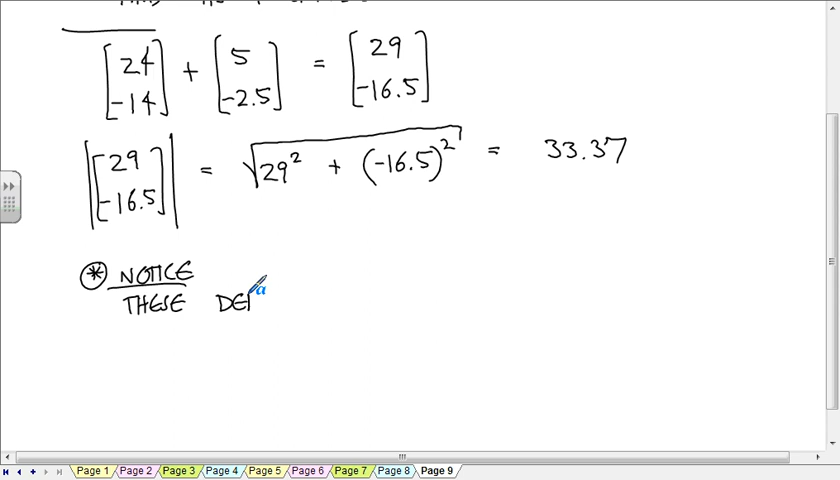 [24 -14] + [5 -2.5] = [29 -16.5]
|[29 -16.5]| = √29² + (-16.5)² = 33.37
* NOTICE
THESE DEF
Page 1 Page 2 Page 3 Page 4 Page 5 Page 6 Page 7 Page 8 Page 9